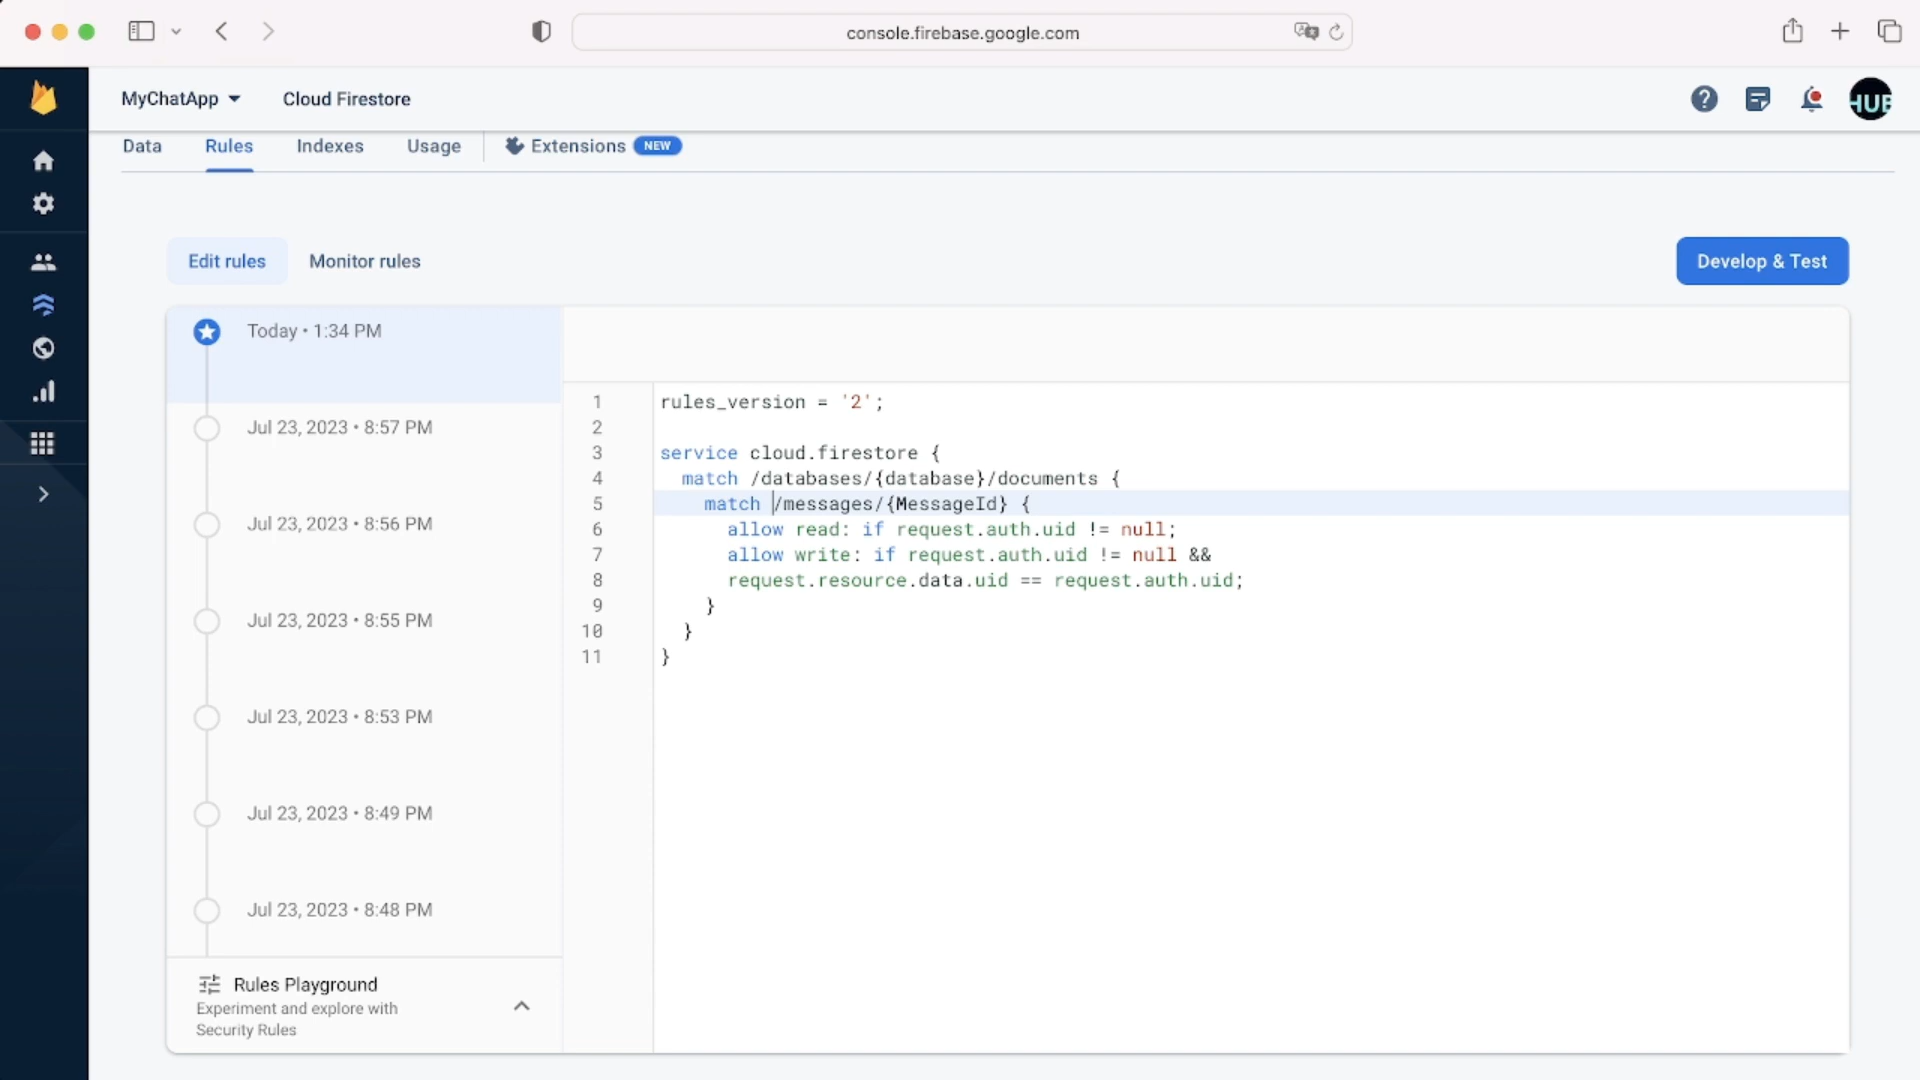 console.firebase.google.com
MyChatApp Cloud Firestore
HUB
Data Rules Indexes Usage Extensions NEW
Edit rules Monitor rules Develop & Test
Today • 1:34 PM
Jul 23, 2023 • 8:57 PM
Jul 23, 2023 • 8:56 PM
Jul 23, 2023 • 8:55 PM
Jul 23, 2023 • 8:53 PM
Jul 23, 2023 • 8:49 PM
Jul 23, 2023 • 8:48 PM
Rules Playground
Experiment and explore with
Security Rules
1 rules_version = '2';
2
3 service cloud.firestore {
4 match /databases/{database}/documents {
5 match /messages/{MessageId} {
6 allow read: if request.auth.uid != null;
7 allow write: if request.auth.uid != null &&
8 request.resource.data.uid == request.auth.uid;
9 }
10 }
11 }